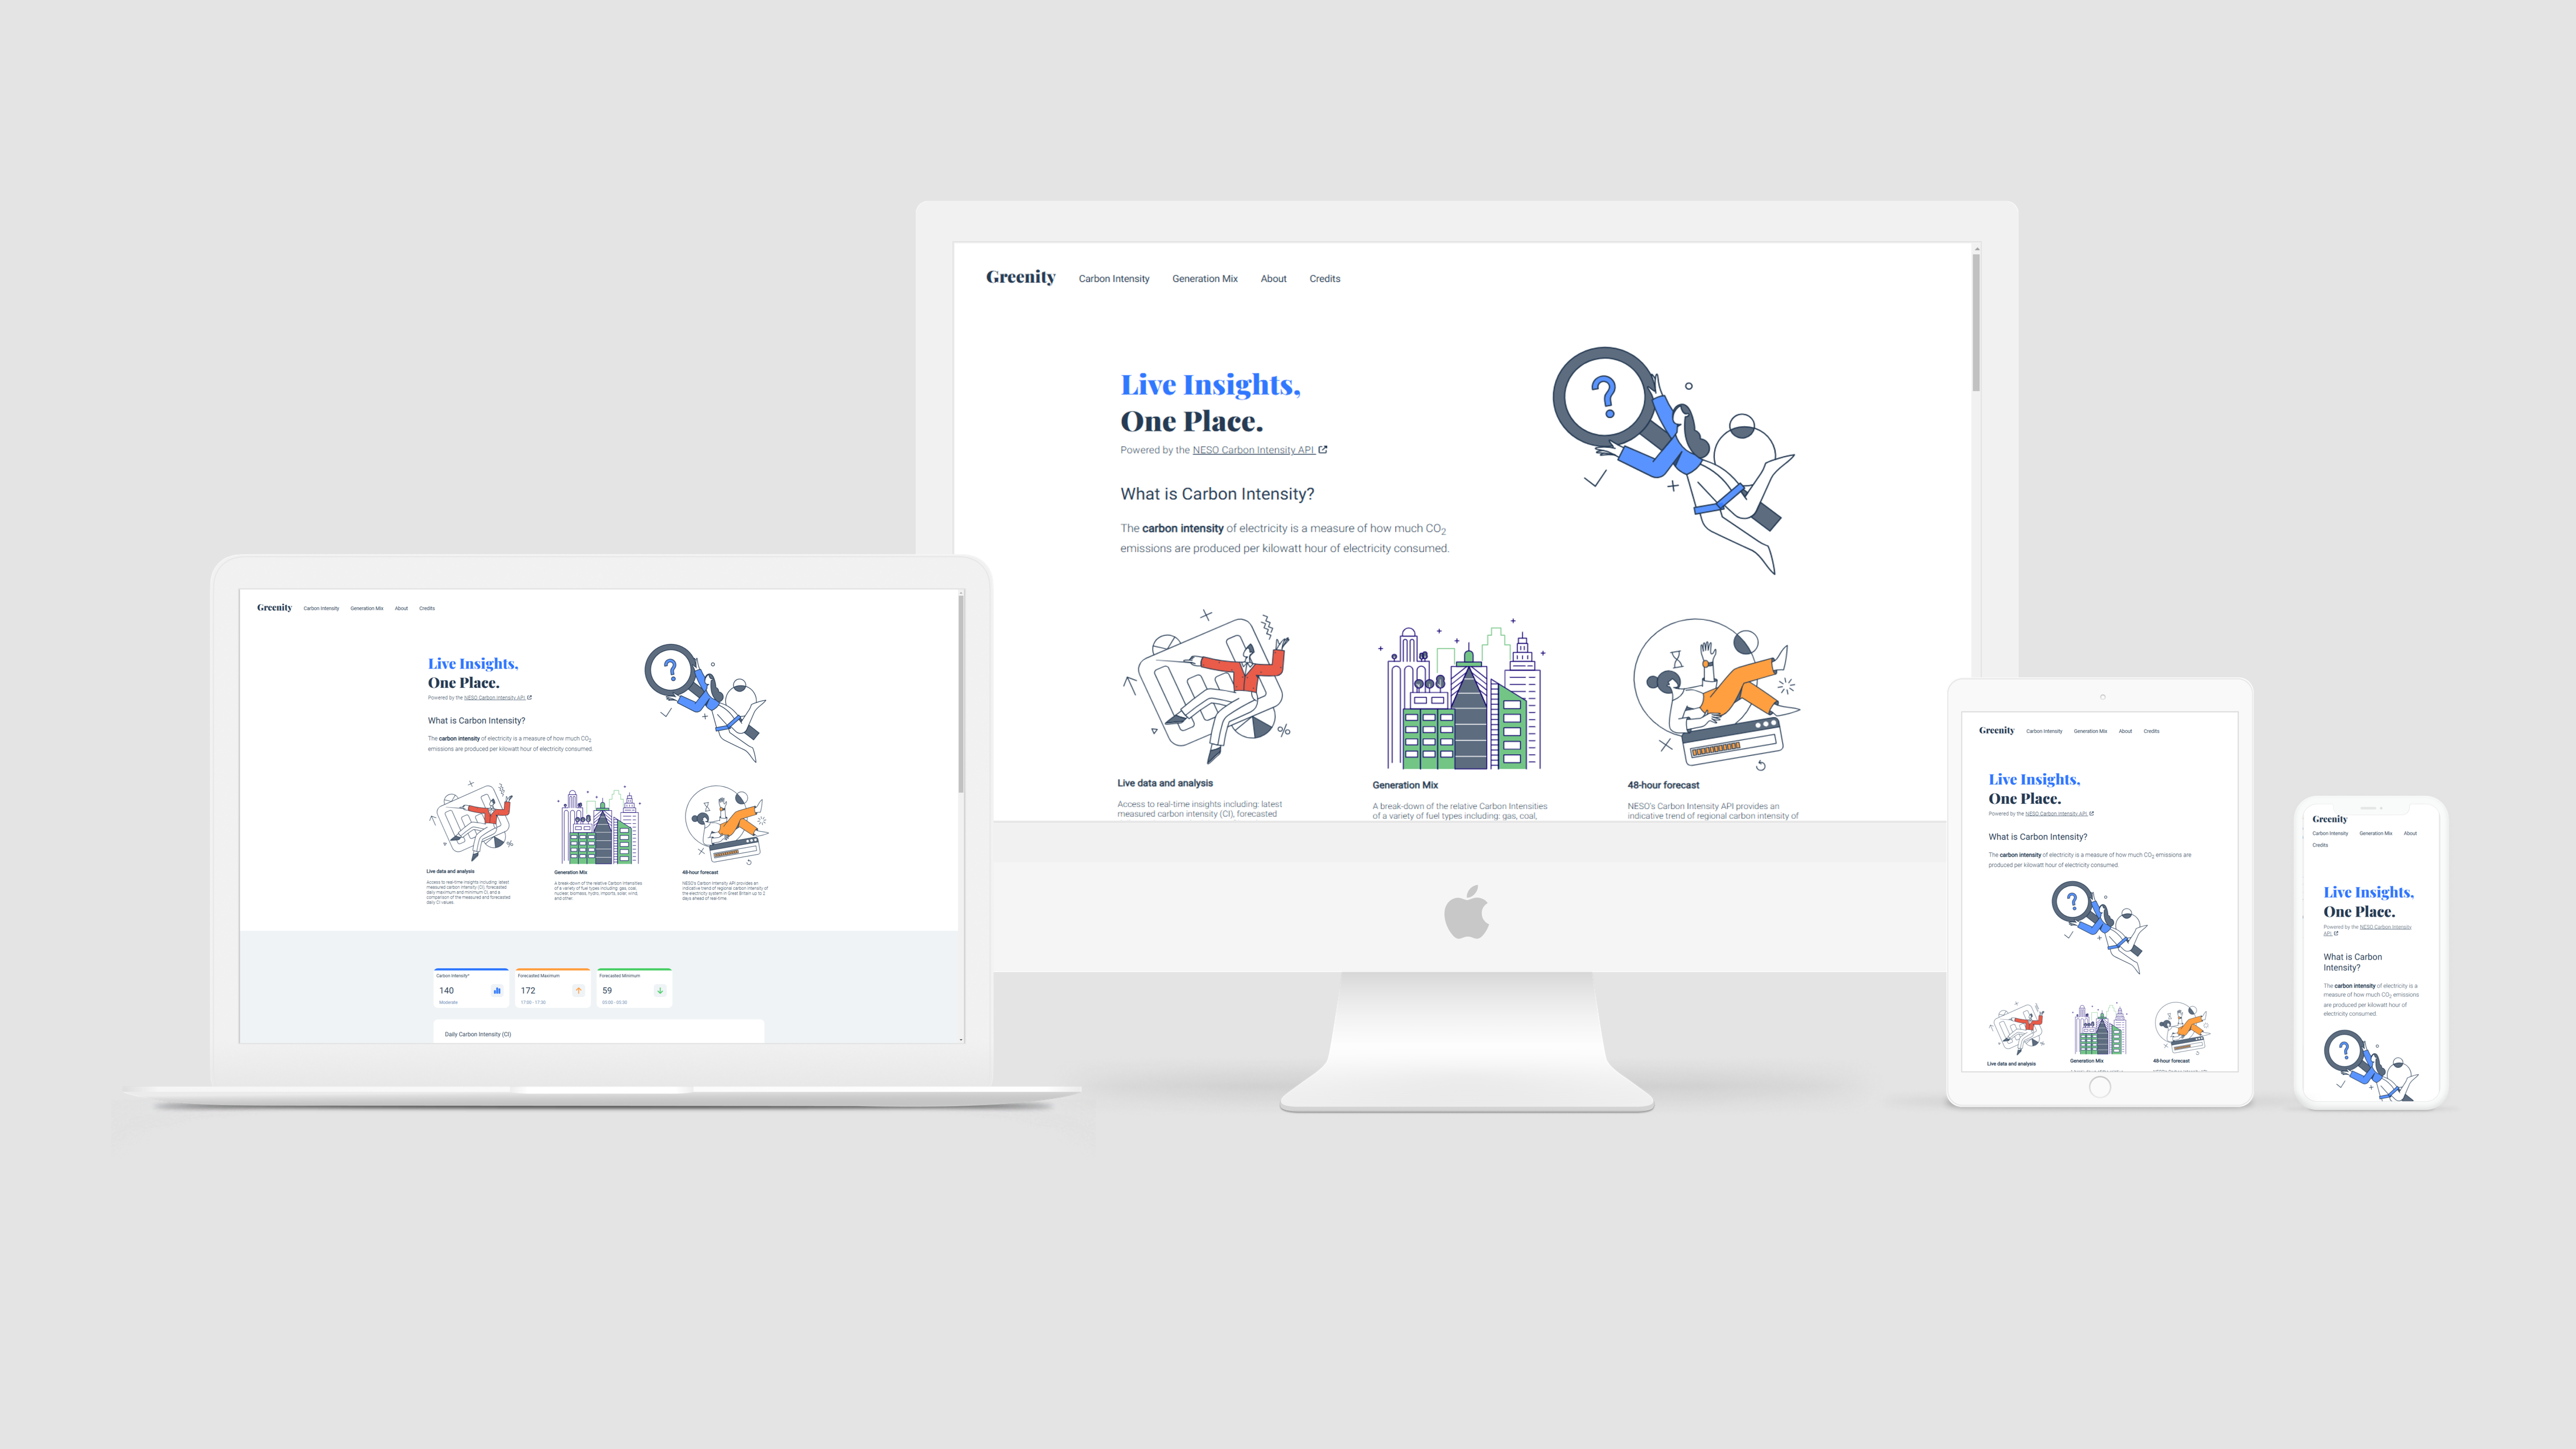 Greenity Carbon Intensity Generation Mix About Credits
Live Insights,
One Place.
Powered by the NESO Carbon Intensity API
What is Carbon Intensity?
The carbon intensity of electricity is a measure of how much CO2
emissions are produced per kilowatt hour of electricity consumed.
?
%
Live data and analysis
Access to real-time insights including: latest
measured carbon intensity (CI), forecasted
Generation Mix
A break-down of the relative Carbon Intensities
of a variety of fuel types including: gas, coal,
48-hour forecast
NESO's Carbon Intensity API provides an
indicative trend of regional carbon intensity of
Greenity Carbon Intensity Generation Mix About Credits
Live Insights,
One Place.
Powered by the NESO Carbon Intensity API
What is Carbon Intensity?
The carbon intensity of electricity is a measure of how much CO2
emissions are produced per kilowatt hour of electricity consumed.
?
%
Live data and analysis
Access to real-time insights including: latest
measured carbon intensity (CI), forecasted
daily maximum and minimum CI, and a
comparison of the measured and forecasted
daily CI values.
Generation Mix
A break-down of the relative Carbon Intensities
of a variety of fuel types including: gas, coal,
nuclear, biomass, hydro, imports, solar, wind,
and other.
48-hour forecast
NESO's Carbon Intensity API provides an
indicative trend of regional carbon intensity of
the electricity system in Great Britain up to 2
days ahead of real-time.
Carbon Intensity*
140
Moderate
Forecasted Maximum
172
17:00 - 17:30
Forecasted Minimum
59
03:00 - 03:30
Daily Carbon Intensity (CI)
Greenity Carbon Intensity Generation Mix About Credits
Live Insights,
One Place.
Powered by the NESO Carbon Intensity API
What is Carbon Intensity?
The carbon intensity of electricity is a measure of how much CO2 emissions are
produced per kilowatt hour of electricity consumed.
?
Live data and analysis
Generation Mix
48-hour forecast
Greenity
Carbon Intensity Generation Mix About
Credits
Live Insights,
One Place.
Powered by the NESO Carbon Intensity
API
What is Carbon
Intensity?
The carbon intensity of electricity is a
measure of how much CO2 emissions
are produced per kilowatt hour of
electricity consumed.
?